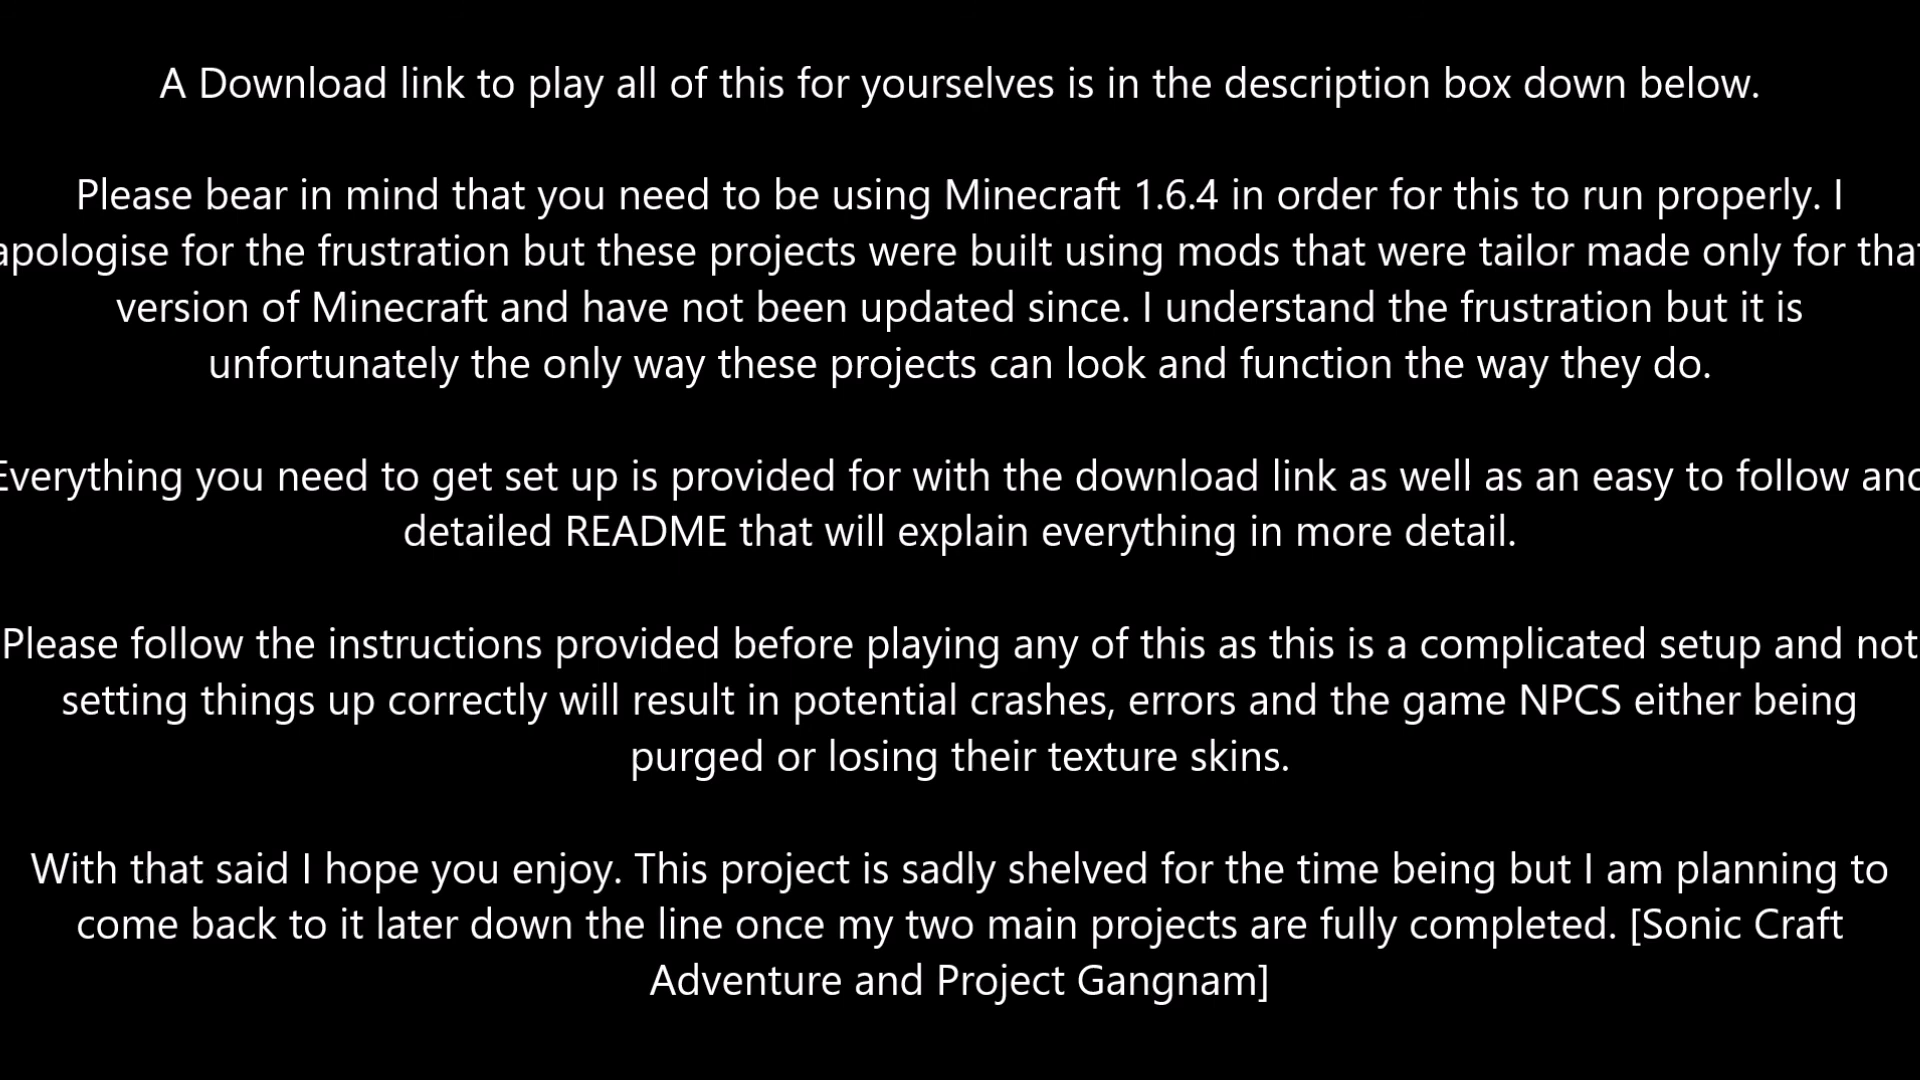 A Download link to play all of this for yourselves is in the description box down below.
Please bear in mind that you need to be using Minecraft 1.6.4 in order for this to run properly. I
apologise for the frustration but these projects were built using mods that were tailor made only for that
version of Minecraft and have not been updated since. I understand the frustration but it is
unfortunately the only way these projects can look and function the way they do.
Everything you need to get set up is provided for with the download link as well as an easy to follow and
detailed README that will explain everything in more detail.
Please follow the instructions provided before playing any of this as this is a complicated setup and not
setting things up correctly will result in potential crashes, errors and the game NPCS either being
purged or losing their texture skins.
With that said I hope you enjoy. This project is sadly shelved for the time being but I am planning to
come back to it later down the line once my two main projects are fully completed. [Sonic Craft
Adventure and Project Gangnam]